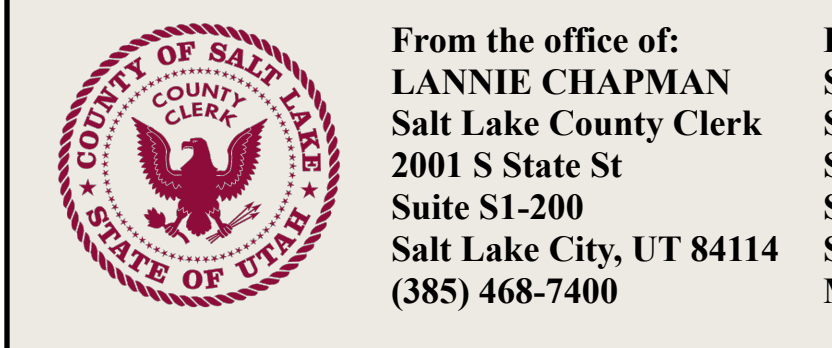 COUNTY OF SALT LAKE
COUNTY
CLERK
★ STATE OF UTAH ★
From the office of:
LANNIE CHAPMAN
Salt Lake County Clerk
2001 S State St
Suite S1-200
Salt Lake City, UT 84114
(385) 468-7400